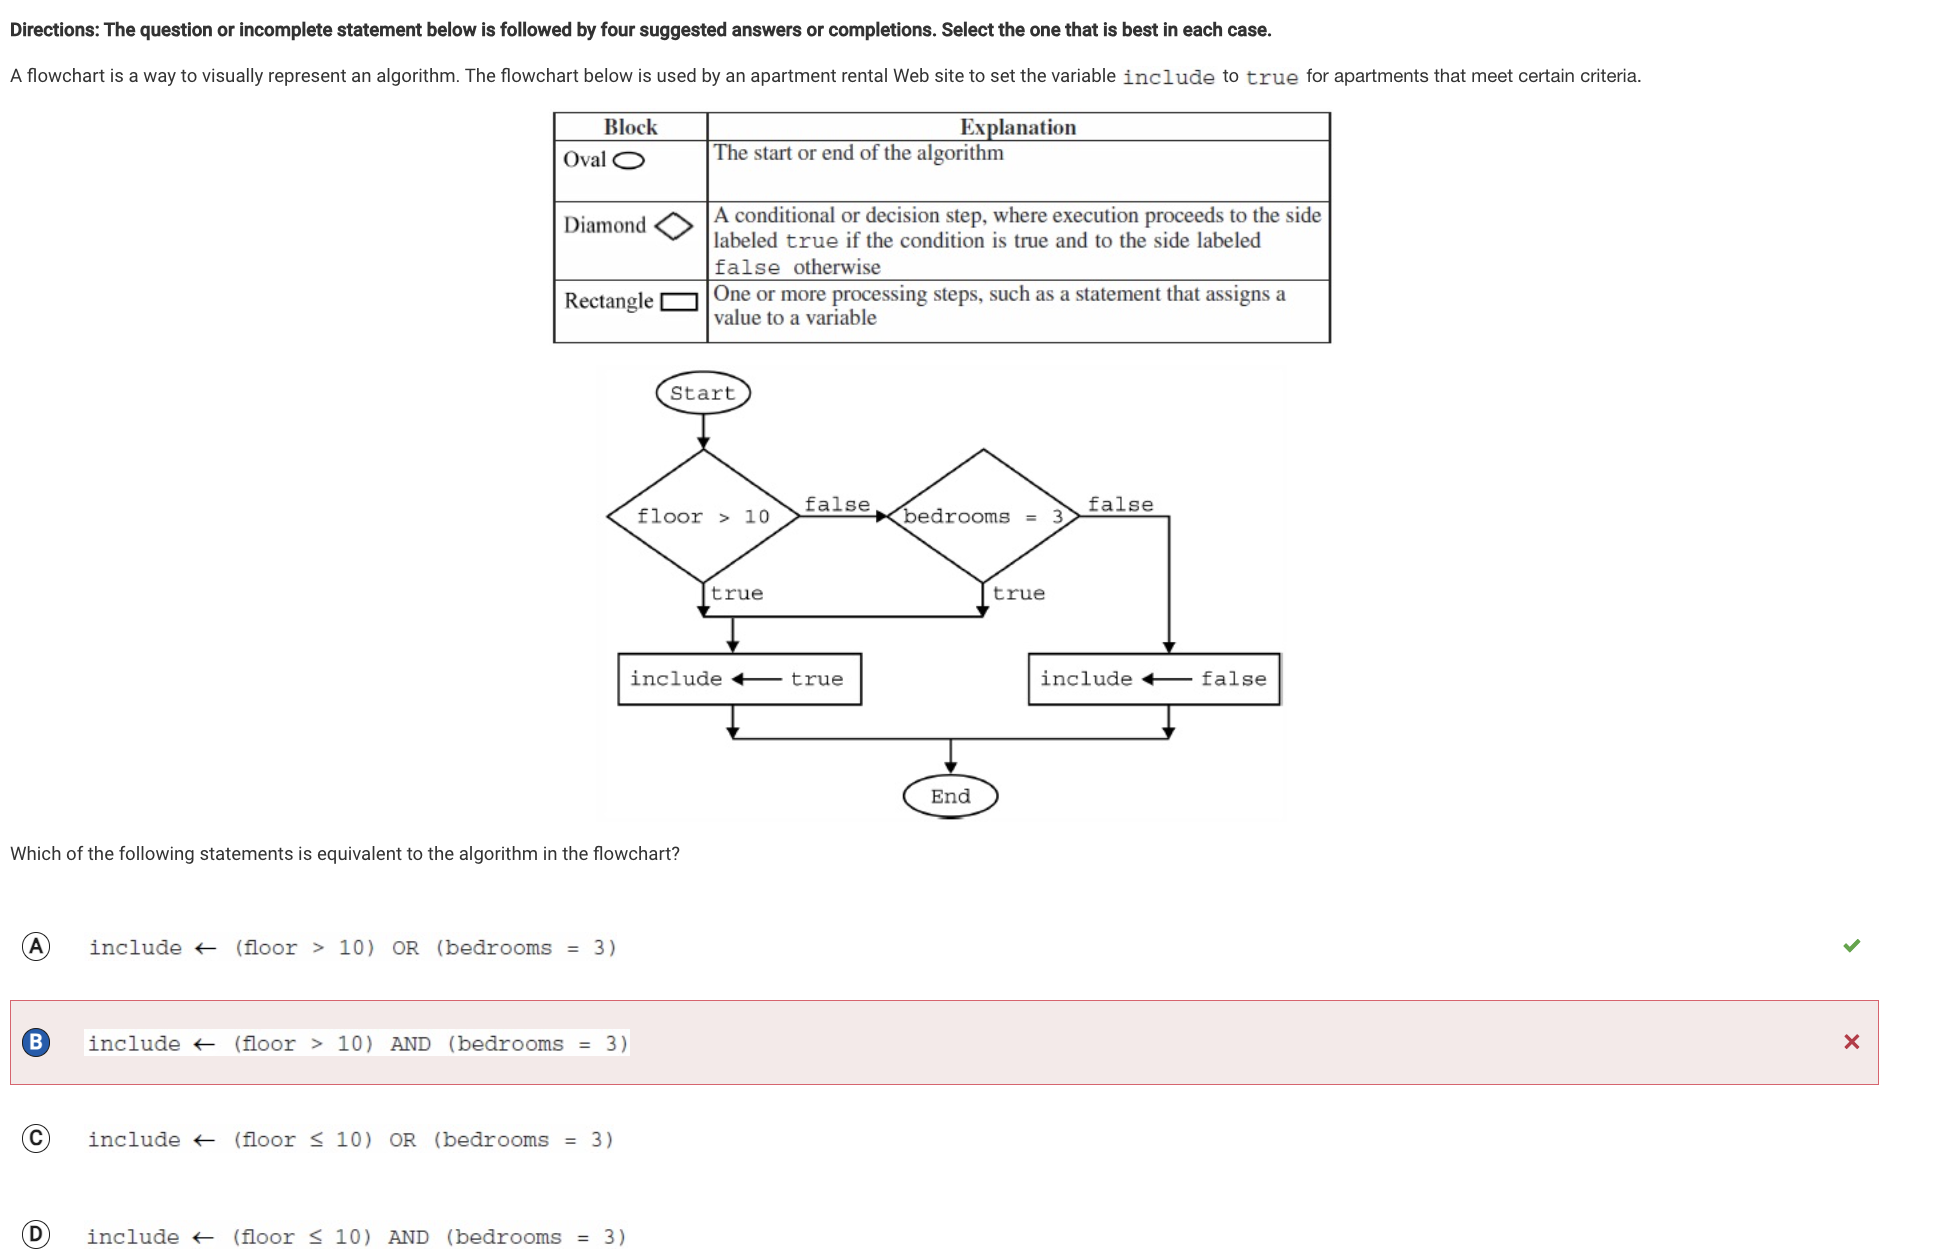 Directions: The question or incomplete statement below is followed by four suggested answers or completions. Select the one that is best in each case.
A flowchart is a way to visually represent an algorithm. The flowchart below is used by an apartment rental Web site to set the variable include to true for apartments that meet certain criteria.
Block Explanation
Oval The start or end of the algorithm
Diamond A conditional or decision step, where execution proceeds to the side
labeled true if the condition is true and to the side labeled
false otherwise
Rectangle One or more processing steps, such as a statement that assigns a
value to a variable
Start
floor > 10 false bedrooms = 3 false
true true
include ← true include ← false
End
Which of the following statements is equivalent to the algorithm in the flowchart?
A include ← (floor > 10) OR (bedrooms = 3)
B include ← (floor > 10) AND (bedrooms = 3)
C include ← (floor ≤ 10) OR (bedrooms = 3)
D include ← (floor ≤ 10) AND (bedrooms = 3)